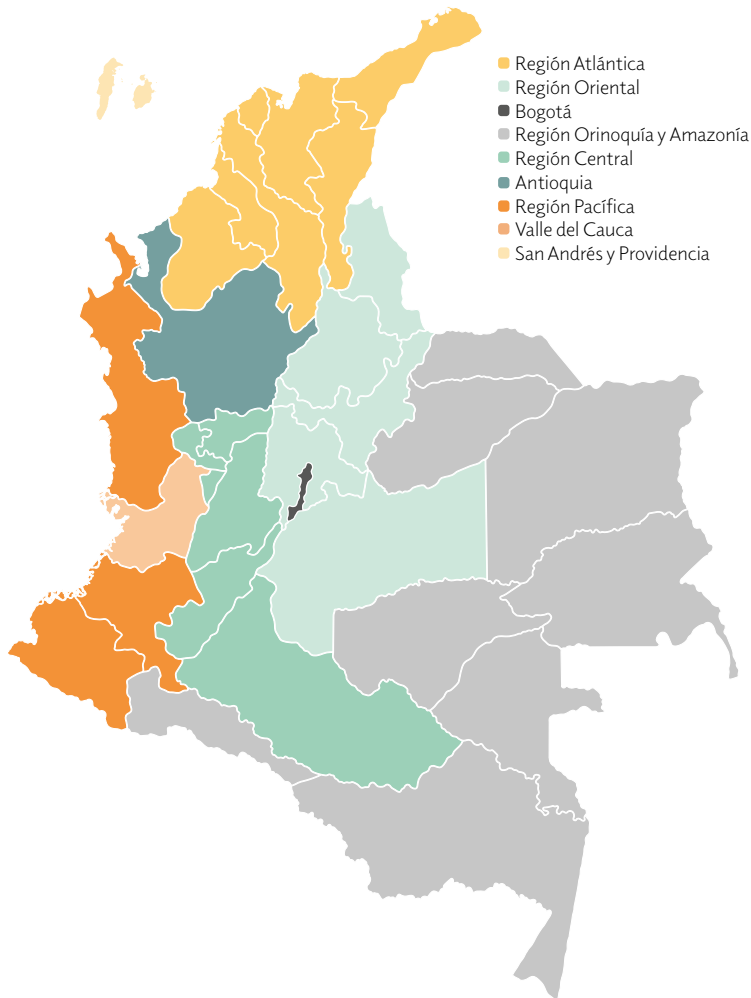 Región Atlántica
Región Oriental
Bogotá
Región Orinoquía y Amazonía
Región Central
Antioquia
Región Pacífica
Valle del Cauca
San Andrés y Providencia